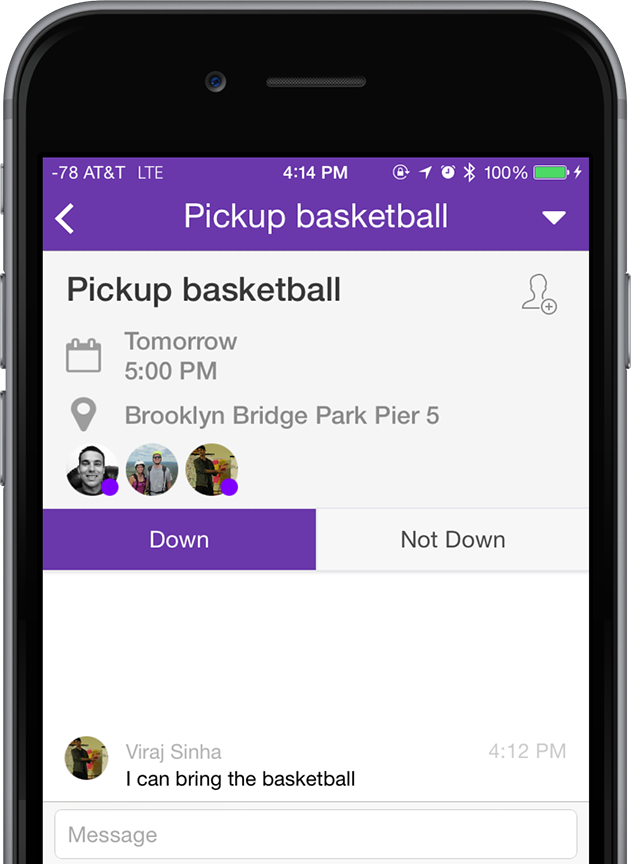 -78 AT&T LTE 4:14 PM 100%
Pickup basketball
Pickup basketball
Tomorrow
5:00 PM
Brooklyn Bridge Park Pier 5
Down Not Down
Viraj Sinha 4:12 PM
I can bring the basketball
Message